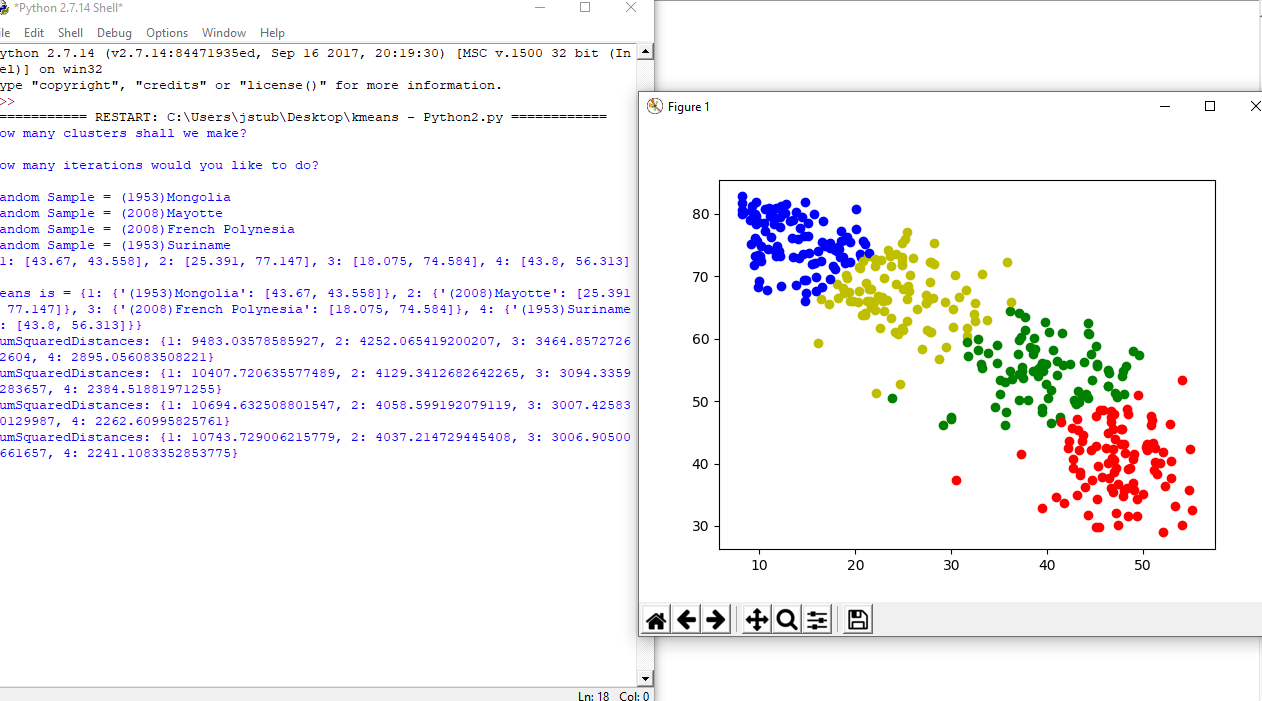 *Python 2.7.14 Shell*
ile Edit Shell Debug Options Window Help
ython 2.7.14 (v2.7.14:84471935ed, Sep 16 2017, 20:19:30) [MSC v.1500 32 bit (In
el)] on win32
ype "copyright", "credits" or "license()" for more information.
>>
=========== RESTART: C:\Users\jstub\Desktop\kmeans - Python2.py ============
ow many clusters shall we make?
ow many iterations would you like to do?
andom Sample = (1953)Mongolia
andom Sample = (2008)Mayotte
andom Sample = (2008)French Polynesia
andom Sample = (1953)Suriname
1: [43.67, 43.558], 2: [25.391, 77.147], 3: [18.075, 74.584], 4: [43.8, 56.313]
eans is = {1: {'(1953)Mongolia': [43.67, 43.558]}, 2: {'(2008)Mayotte': [25.391
 77.147]}, 3: {'(2008)French Polynesia': [18.075, 74.584]}, 4: {'(1953)Suriname
: [43.8, 56.313]}}
umSquaredDistances: {1: 9483.03578585927, 2: 4252.065419200207, 3: 3464.8572726
2604, 4: 2895.056083508221}
umSquaredDistances: {1: 10407.720635577489, 2: 4129.3412682642265, 3: 3094.3359
283657, 4: 2384.51881971255}
umSquaredDistances: {1: 10694.632508801547, 2: 4058.599192079119, 3: 3007.42583
0129987, 4: 2262.60995825761}
umSquaredDistances: {1: 10743.729006215779, 2: 4037.214729445408, 3: 3006.90500
661657, 4: 2241.1083352853775}
Ln: 18 Col: 0
Figure 1
80
70
60
50
40
30
10 20 30 40 50